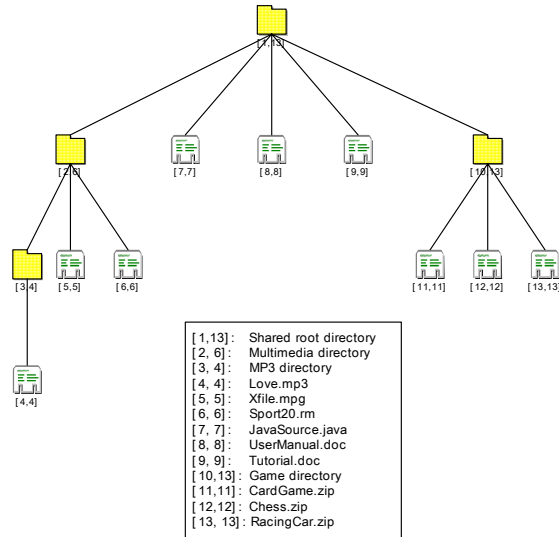 [1,13]
[2,6]
[7,7]
[8,8]
[9,9]
[10,13]
[3,4]
[5,5]
[6,6]
[11,11]
[12,12]
[13,13]
[4,4]
[1,13]: Shared root directory
[2, 6]: Multimedia directory
[3, 4]: MP3 directory
[4, 4]: Love.mp3
[5, 5]: Xfile.mpg
[6, 6]: Sport20.rm
[7, 7]: JavaSource.java
[8, 8]: UserManual.doc
[9, 9]: Tutorial.doc
[10,13]: Game directory
[11,11]: CardGame.zip
[12,12]: Chess.zip
[13, 13]: RacingCar.zip